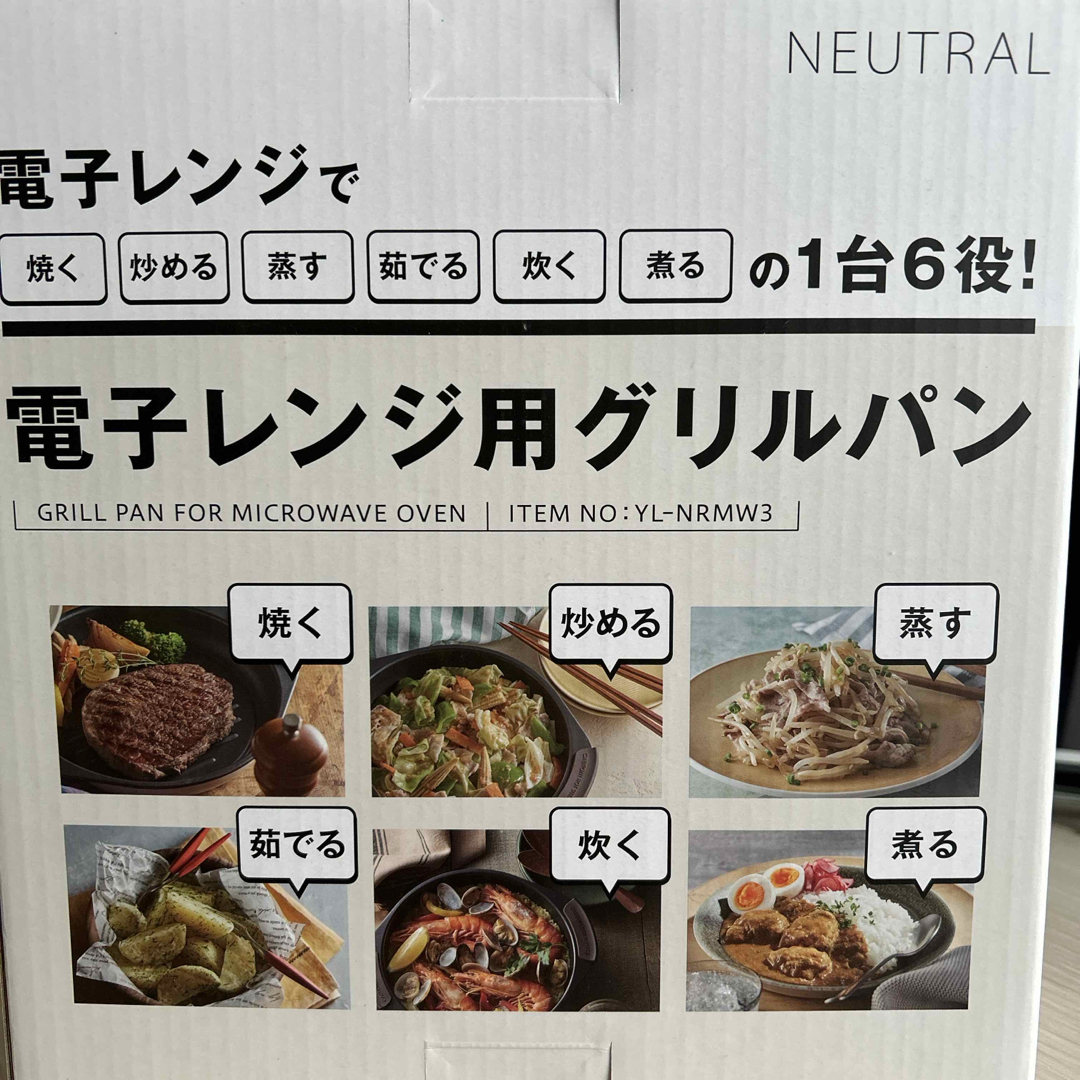 NEUTRAL
電子レンジで
焼く 炒める 蒸す 茹でる 炊く 煮る の1台6役!
電子レンジ用グリルパン
GRILL PAN FOR MICROWAVE OVEN | ITEM NO:YL-NRMW3
焼く 炒める 蒸す
茹でる 炊く 煮る